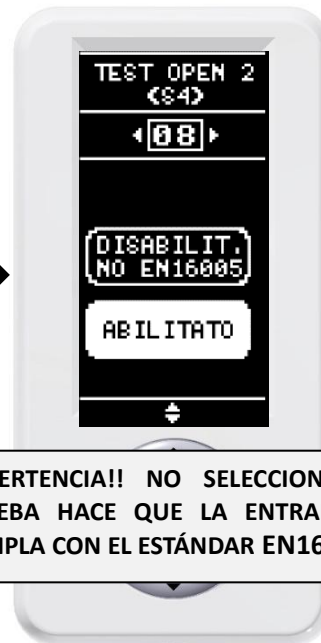 TEST OPEN 2
(S4)
08
DISABILIT.
NO EN16005
ABILITATO
ERTENCIA!! NO SELECCION
EBA HACE QUE LA ENTRA
PLA CON EL ESTÁNDAR EN16